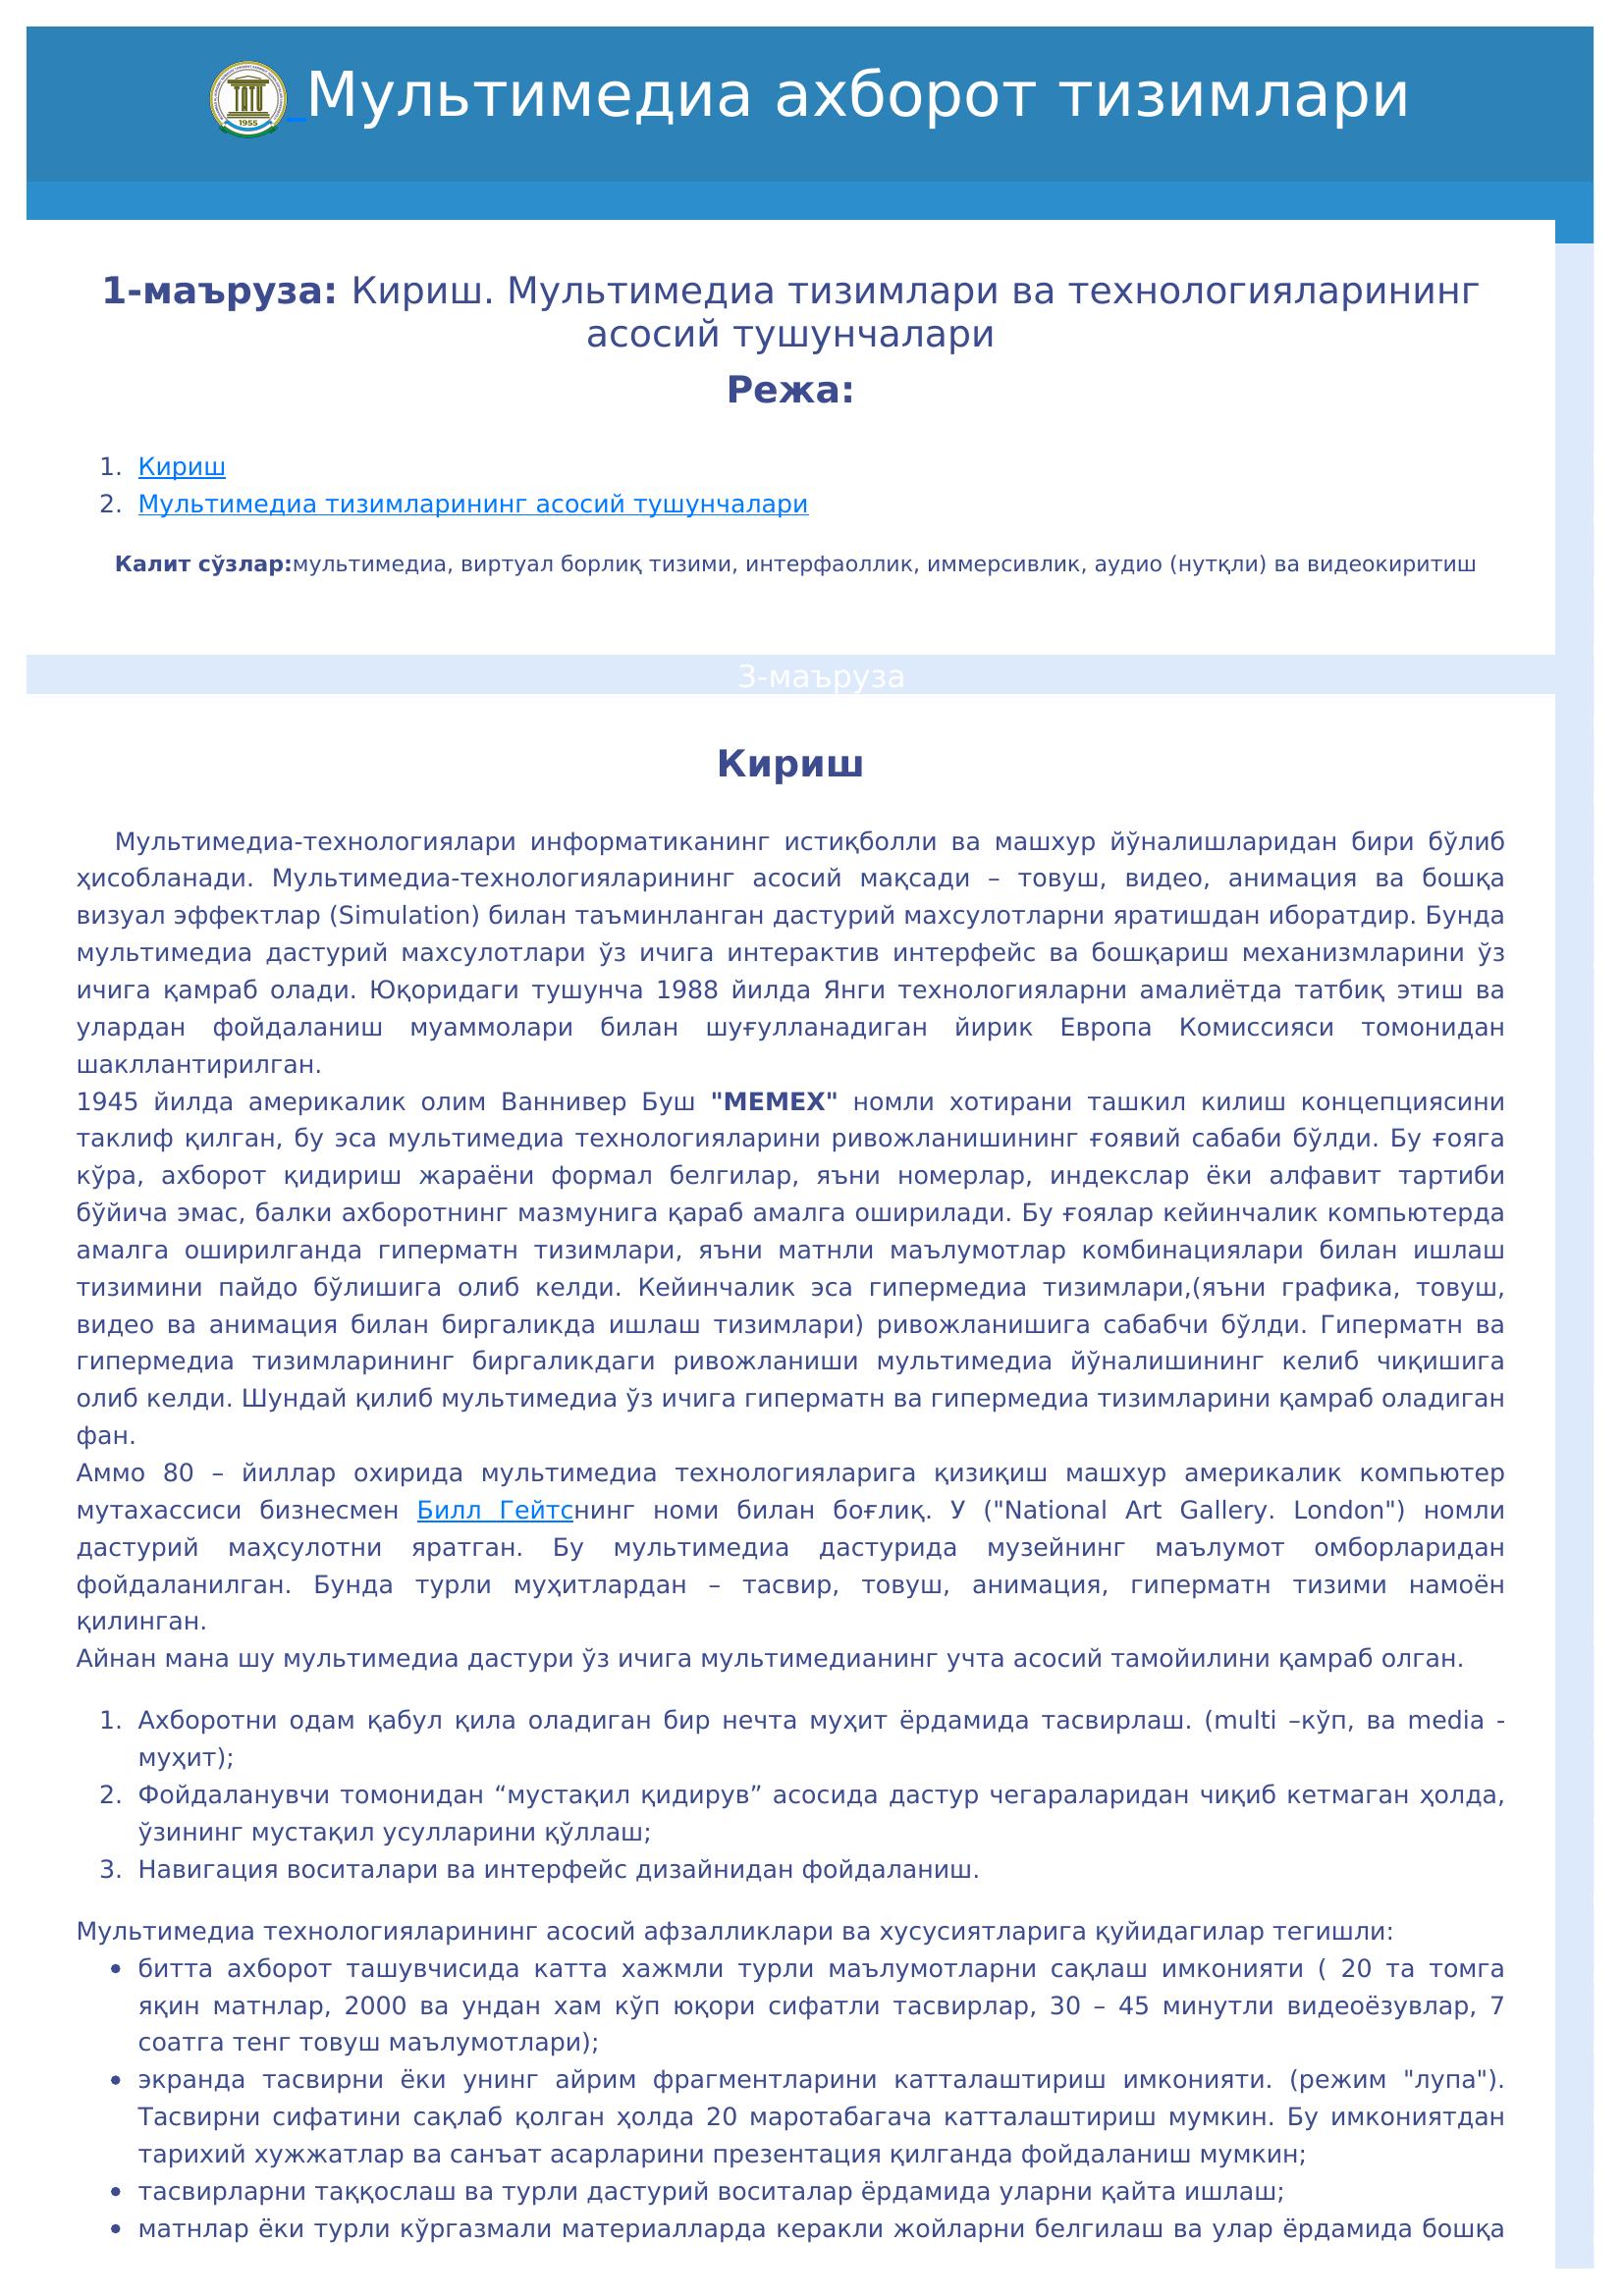 1955
Мультимедиа ахборот тизимлари
1-маъруза: Кириш. Мультимедиа тизимлари ва технологияларининг
асосий тушунчалари
Режа:
1. Кириш
2. Мультимедиа тизимларининг асосий тушунчалари
Калит сўзлар:мультимедиа, виртуал борлиқ тизими, интерфаоллик, иммерсивлик, аудио (нутқли) ва видеокиритиш
3-маъруза
Кириш
Мультимедиа-технологиялари информатиканинг истиқболли ва машхур йўналишларидан бири бўлиб
ҳисобланади. Мультимедиа-технологияларининг асосий мақсади – товуш, видео, анимация ва бошқа
визуал эффектлар (Simulation) билан таъминланган дастурий махсулотларни яратишдан иборатдир. Бунда
мультимедиа дастурий махсулотлари ўз ичига интерактив интерфейс ва бошқариш механизмларини ўз
ичига қамраб олади. Юқоридаги тушунча 1988 йилда Янги технологияларни амалиётда татбиқ этиш ва
улардан фойдаланиш муаммолари билан шуғулланадиган йирик Европа Комиссияси томонидан
шакллантирилган.
1945 йилда америкалик олим Ваннивер Буш "MEMEX" номли хотирани ташкил килиш концепциясини
таклиф қилган, бу эса мультимедиа технологияларини ривожланишининг ғоявий сабаби бўлди. Бу ғояга
кўра, ахборот қидириш жараёни формал белгилар, яъни номерлар, индекслар ёки алфавит тартиби
бўйича эмас, балки ахборотнинг мазмунига қараб амалга оширилади. Бу ғоялар кейинчалик компьютерда
амалга оширилганда гиперматн тизимлари, яъни матнли маълумотлар комбинациялари билан ишлаш
тизимини пайдо бўлишига олиб келди. Кейинчалик эса гипермедиа тизимлари,(яъни графика, товуш,
видео ва анимация билан биргаликда ишлаш тизимлари) ривожланишига сабабчи бўлди. Гиперматн ва
гипермедиа тизимларининг биргаликдаги ривожланиши мультимедиа йўналишининг келиб чиқишига
олиб келди. Шундай қилиб мультимедиа ўз ичига гиперматн ва гипермедиа тизимларини қамраб оладиган
фан.
Аммо 80 – йиллар охирида мультимедиа технологияларига қизиқиш машхур америкалик компьютер
мутахассиси бизнесмен Билл Гейтснинг номи билан боғлиқ. У ("National Art Gallery. London") номли
дастурий маҳсулотни яратган. Бу мультимедиа дастурида музейнинг маълумот омборларидан
фойдаланилган. Бунда турли муҳитлардан – тасвир, товуш, анимация, гиперматн тизими намоён
қилинган.
Айнан мана шу мультимедиа дастури ўз ичига мультимедианинг учта асосий тамойилини қамраб олган.
1. Ахборотни одам қабул қила оладиган бир нечта муҳит ёрдамида тасвирлаш. (multi –кўп, ва media -
муҳит);
2. Фойдаланувчи томонидан “мустақил қидирув” асосида дастур чегараларидан чиқиб кетмаган ҳолда,
ўзининг мустақил усулларини қўллаш;
3. Навигация воситалари ва интерфейс дизайнидан фойдаланиш.
Мультимедиа технологияларининг асосий афзалликлари ва хусусиятларига қуйидагилар тегишли:
• битта ахборот ташувчисида катта хажмли турли маълумотларни сақлаш имконияти ( 20 та томга
яқин матнлар, 2000 ва ундан хам кўп юқори сифатли тасвирлар, 30 – 45 минутли видеоёзувлар, 7
соатга тенг товуш маълумотлари);
• экранда тасвирни ёки унинг айрим фрагментларини катталаштириш имконияти. (режим "лупа").
Тасвирни сифатини сақлаб қолган ҳолда 20 маротабагача катталаштириш мумкин. Бу имкониятдан
тарихий хужжатлар ва санъат асарларини презентация қилганда фойдаланиш мумкин;
• тасвирларни таққослаш ва турли дастурий воситалар ёрдамида уларни қайта ишлаш;
• матнлар ёки турли кўргазмали материалларда керакли жойларни белгилаш ва улар ёрдамида бошқа